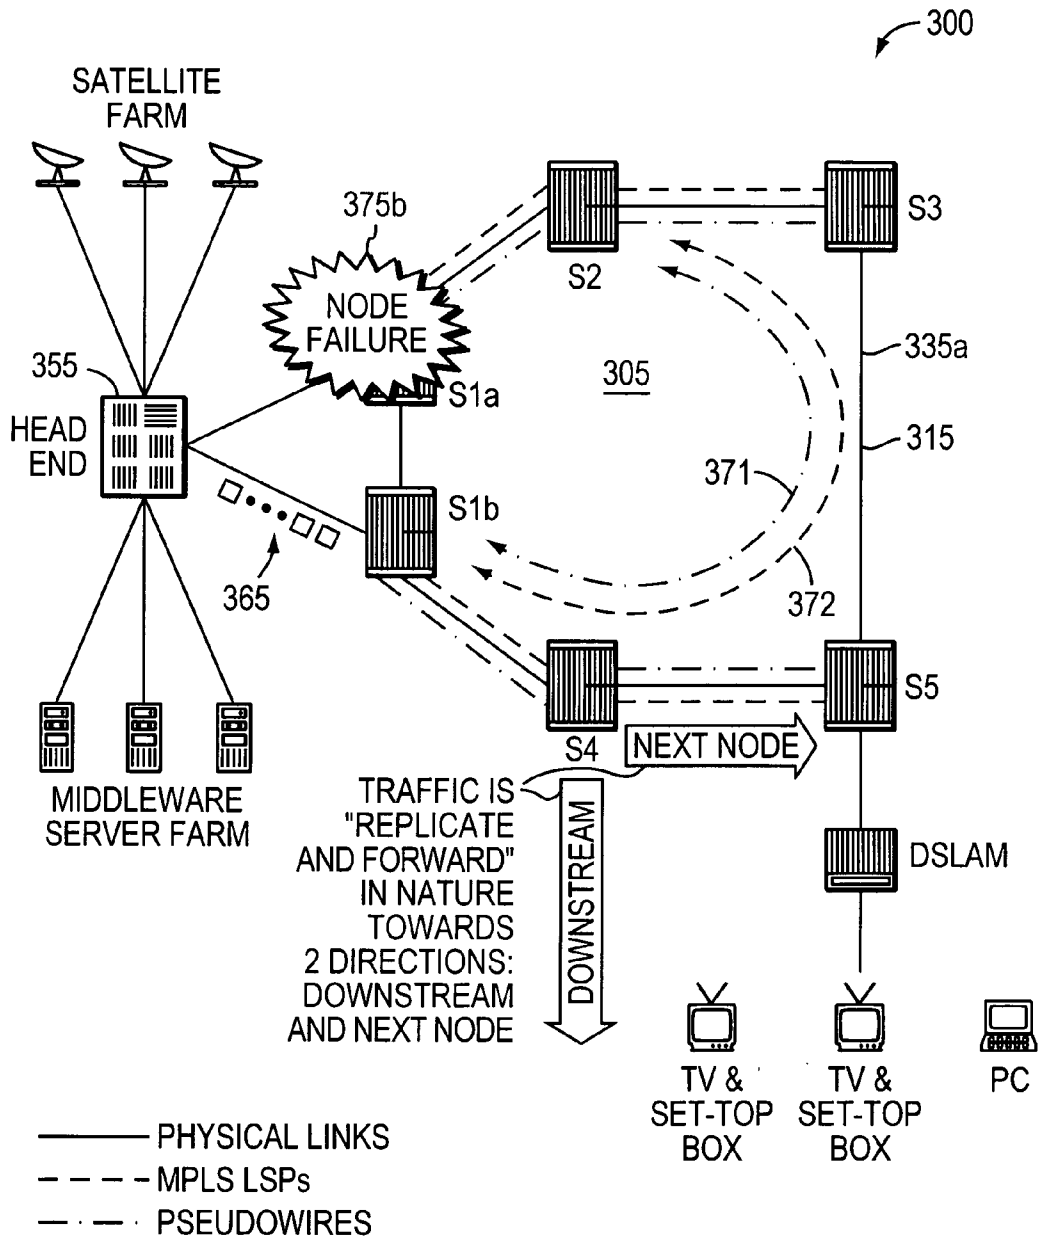 300
SATELLITE
FARM
375b
S3
S2
NODE
FAILURE
335a
355
305
S1a
HEAD
END
315
371
S1b
365
372
S5
S4
NEXT NODE
TRAFFIC IS
"REPLICATE
AND FORWARD"
IN NATURE
TOWARDS
2 DIRECTIONS:
DOWNSTREAM
AND NEXT NODE
DOWNSTREAM
MIDDLEWARE
SERVER FARM
DSLAM
TV &
SET-TOP
BOX
TV &
SET-TOP
BOX
PC
PHYSICAL LINKS
MPLS LSPs
PSEUDOWIRES